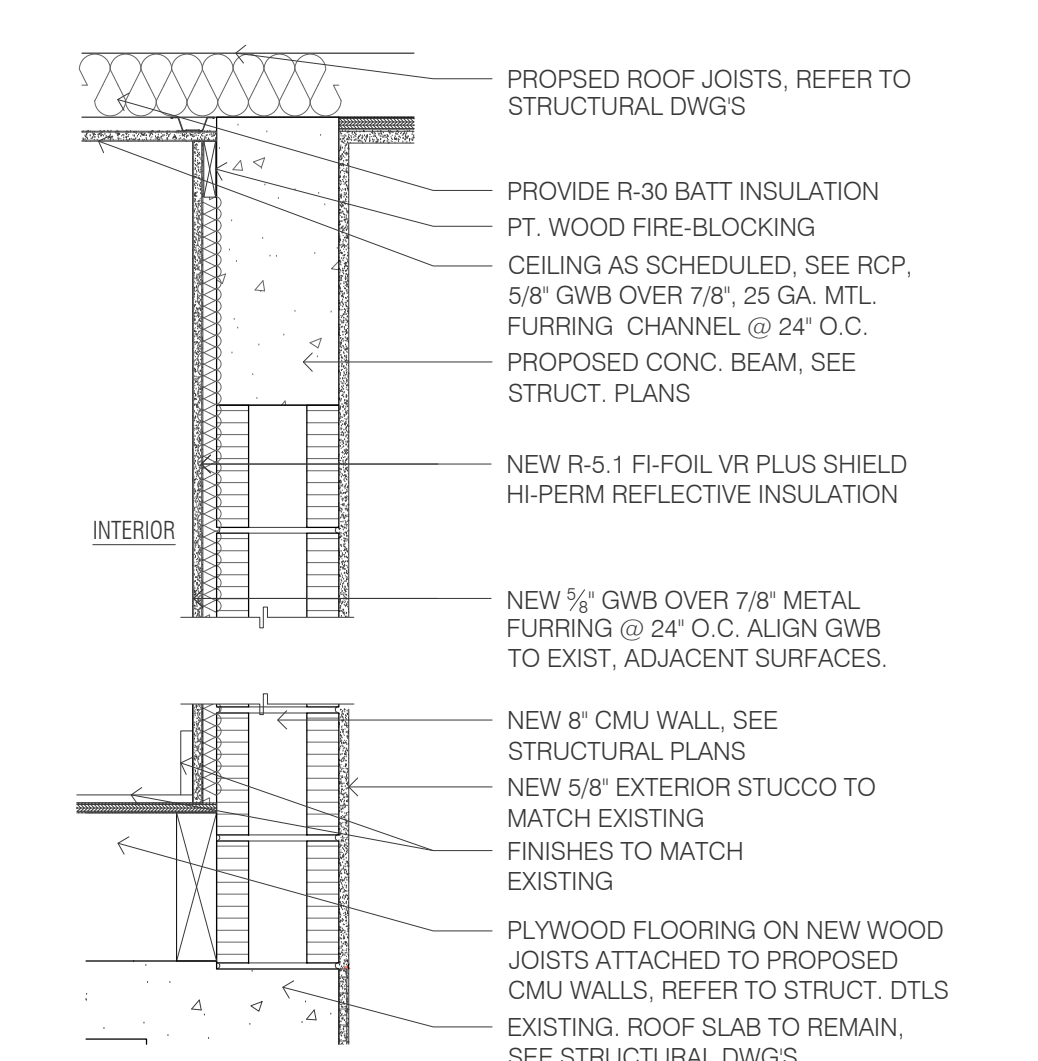 PROPSED ROOF JOISTS, REFER TO
STRUCTURAL DWG'S
PROVIDE R-30 BATT INSULATION
PT. WOOD FIRE-BLOCKING
CEILING AS SCHEDULED, SEE RCP,
5/8" GWB OVER 7/8", 25 GA. MTL.
FURRING CHANNEL @ 24" O.C.
PROPOSED CONC. BEAM, SEE
STRUCT. PLANS
NEW R-5.1 FI-FOIL VR PLUS SHIELD
HI-PERM REFLECTIVE INSULATION
INTERIOR
NEW 5/8" GWB OVER 7/8" METAL
FURRING @ 24" O.C. ALIGN GWB
TO EXIST, ADJACENT SURFACES.
NEW 8" CMU WALL, SEE
STRUCTURAL PLANS
NEW 5/8" EXTERIOR STUCCO TO
MATCH EXISTING
FINISHES TO MATCH
EXISTING
PLYWOOD FLOORING ON NEW WOOD
JOISTS ATTACHED TO PROPOSED
CMU WALLS, REFER TO STRUCT. DTLS
EXISTING. ROOF SLAB TO REMAIN,
SEE STRUCTURAL DWG'S